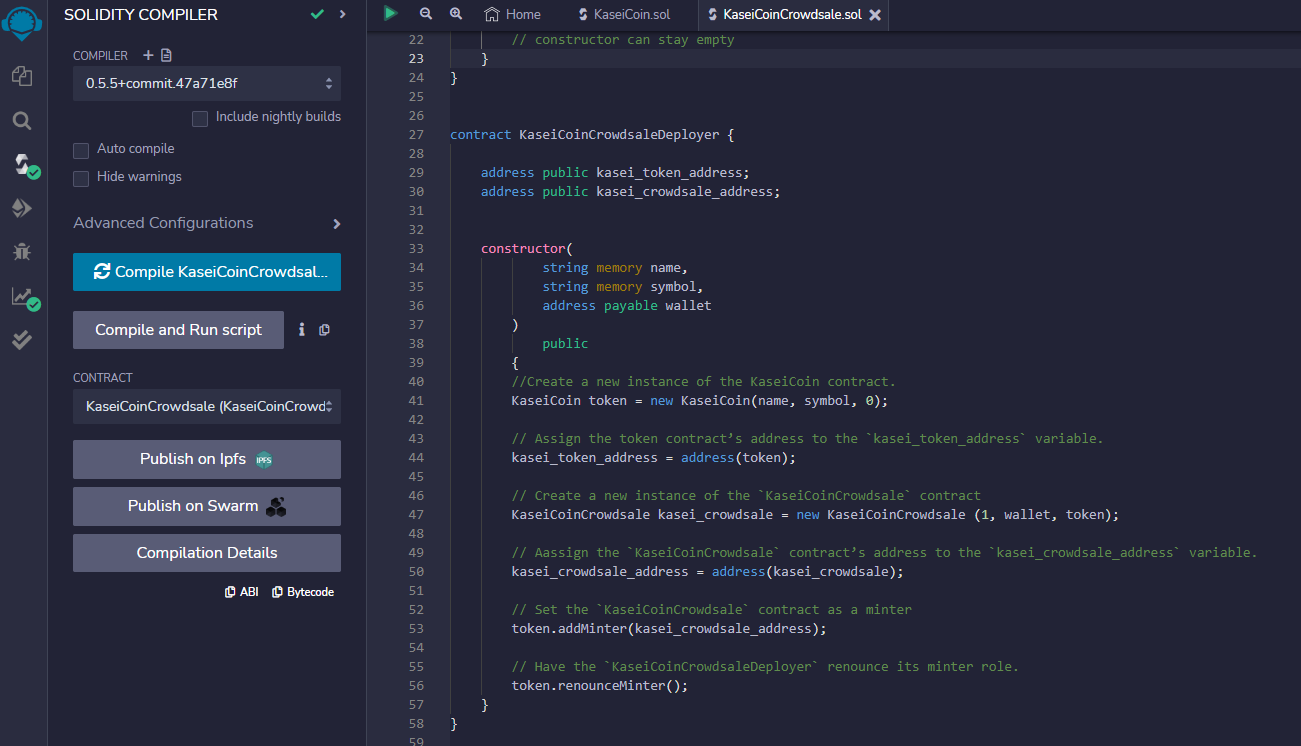 SOLIDITY COMPILER
COMPILER
0.5.5+commit.47a71e8f
Include nightly builds
Auto compile
Hide warnings
Advanced Configurations
Compile KaseiCoinCrowdsal...
Compile and Run script
CONTRACT
KaseiCoinCrowdsale (KaseiCoinCrowd
Publish on Ipfs IPFS
Publish on Swarm
Compilation Details
ABI Bytecode
Home KaseiCoin.sol KaseiCoinCrowdsale.sol
22 // constructor can stay empty
23 }
24 }
25
26
27 contract KaseiCoinCrowdsaleDeployer {
28
29 address public kasei_token_address;
30 address public kasei_crowdsale_address;
31
32
33 constructor(
34 string memory name,
35 string memory symbol,
36 address payable wallet
37 )
38 public
39 {
40 //Create a new instance of the KaseiCoin contract.
41 KaseiCoin token = new KaseiCoin(name, symbol, 0);
42
43 // Assign the token contract’s address to the `kasei_token_address` variable.
44 kasei_token_address = address(token);
45
46 // Create a new instance of the `KaseiCoinCrowdsale` contract
47 KaseiCoinCrowdsale kasei_crowdsale = new KaseiCoinCrowdsale (1, wallet, token);
48
49 // Aassign the `KaseiCoinCrowdsale` contract’s address to the `kasei_crowdsale_address` variable.
50 kasei_crowdsale_address = address(kasei_crowdsale);
51
52 // Set the `KaseiCoinCrowdsale` contract as a minter
53 token.addMinter(kasei_crowdsale_address);
54
55 // Have the `KaseiCoinCrowdsaleDeployer` renounce its minter role.
56 token.renounceMinter();
57 }
58 }
59